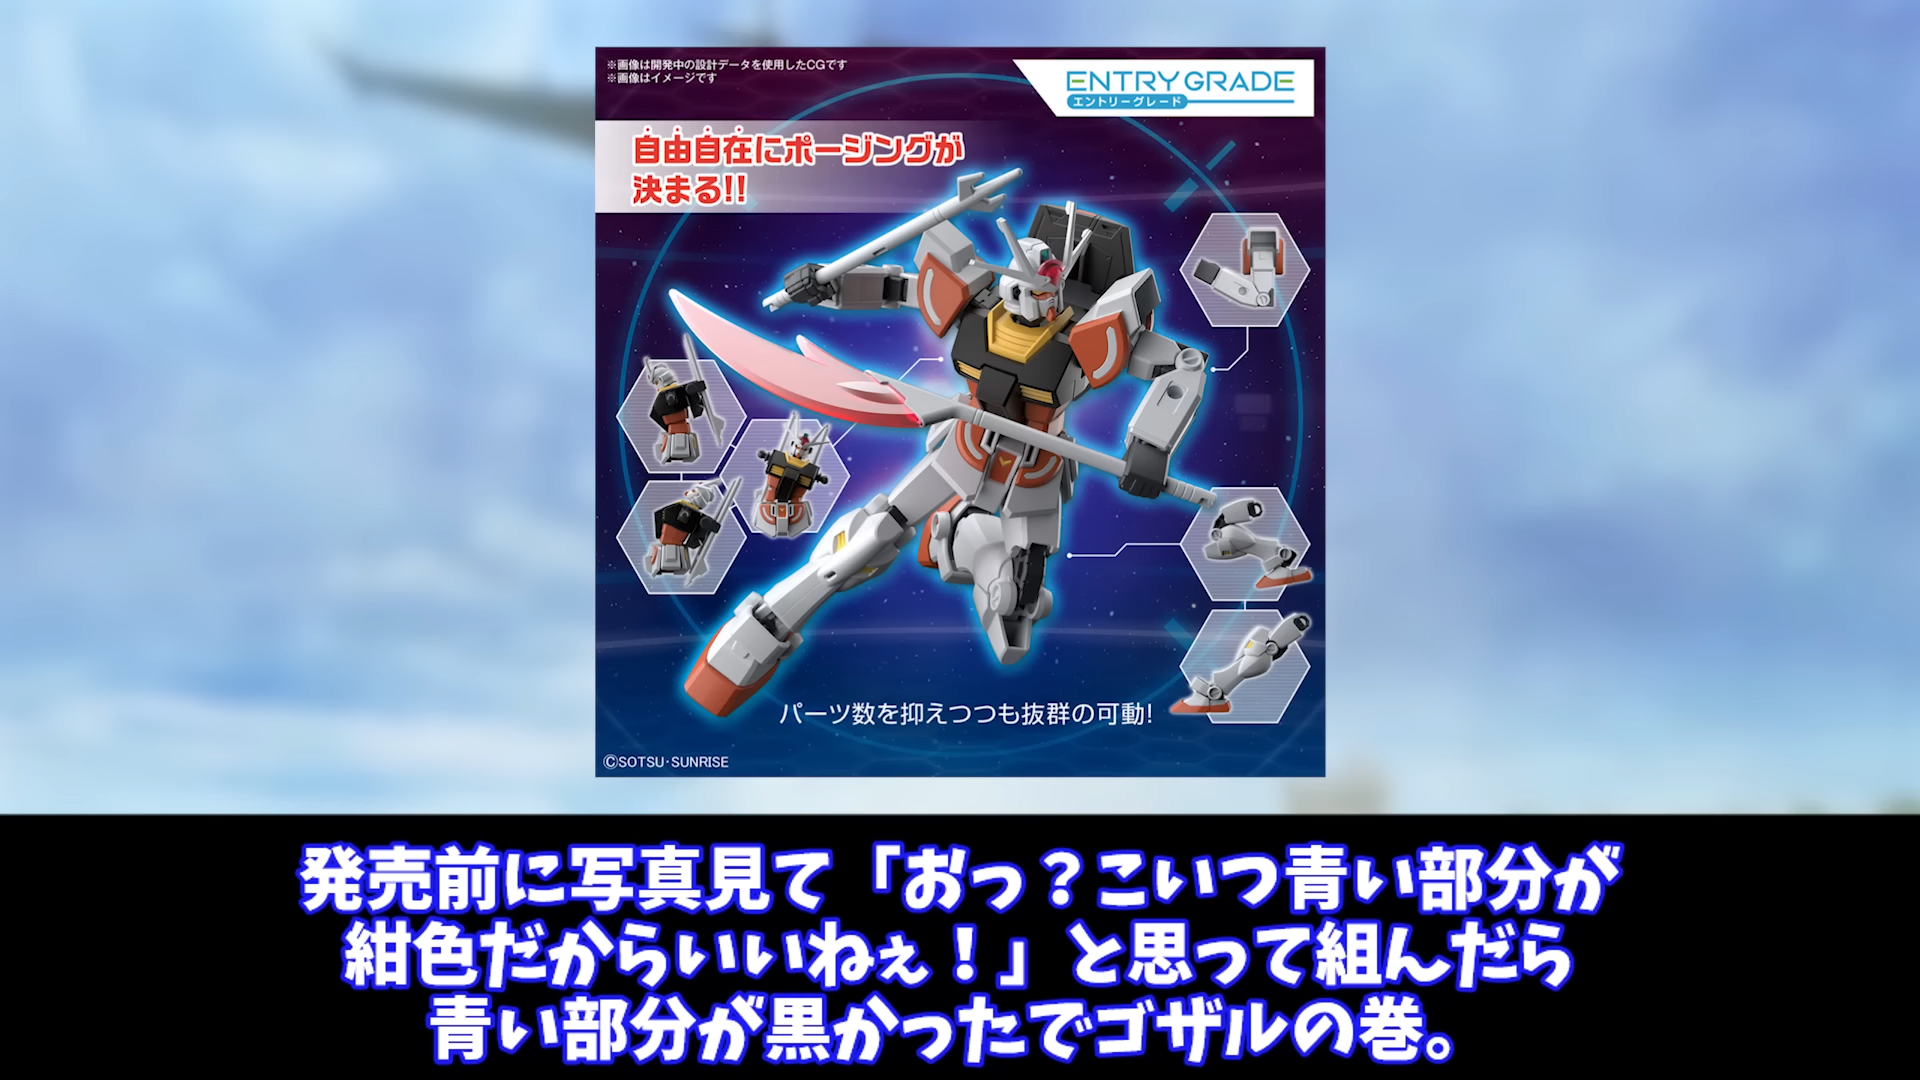 ※画像は開発中の設計データを使用したCGです
※画像はイメージです
ENTRY GRADE
エントリーグレード
自由自在にポージングが
決まる!!
パーツ数を抑えつつも抜群の可動!
©SOTSU・SUNRISE
発売前に写真見て「おっ？こいつ青い部分が
紺色だからいいねぇ！」と思って組んだら
青い部分が黒かったでゴザルの巻。